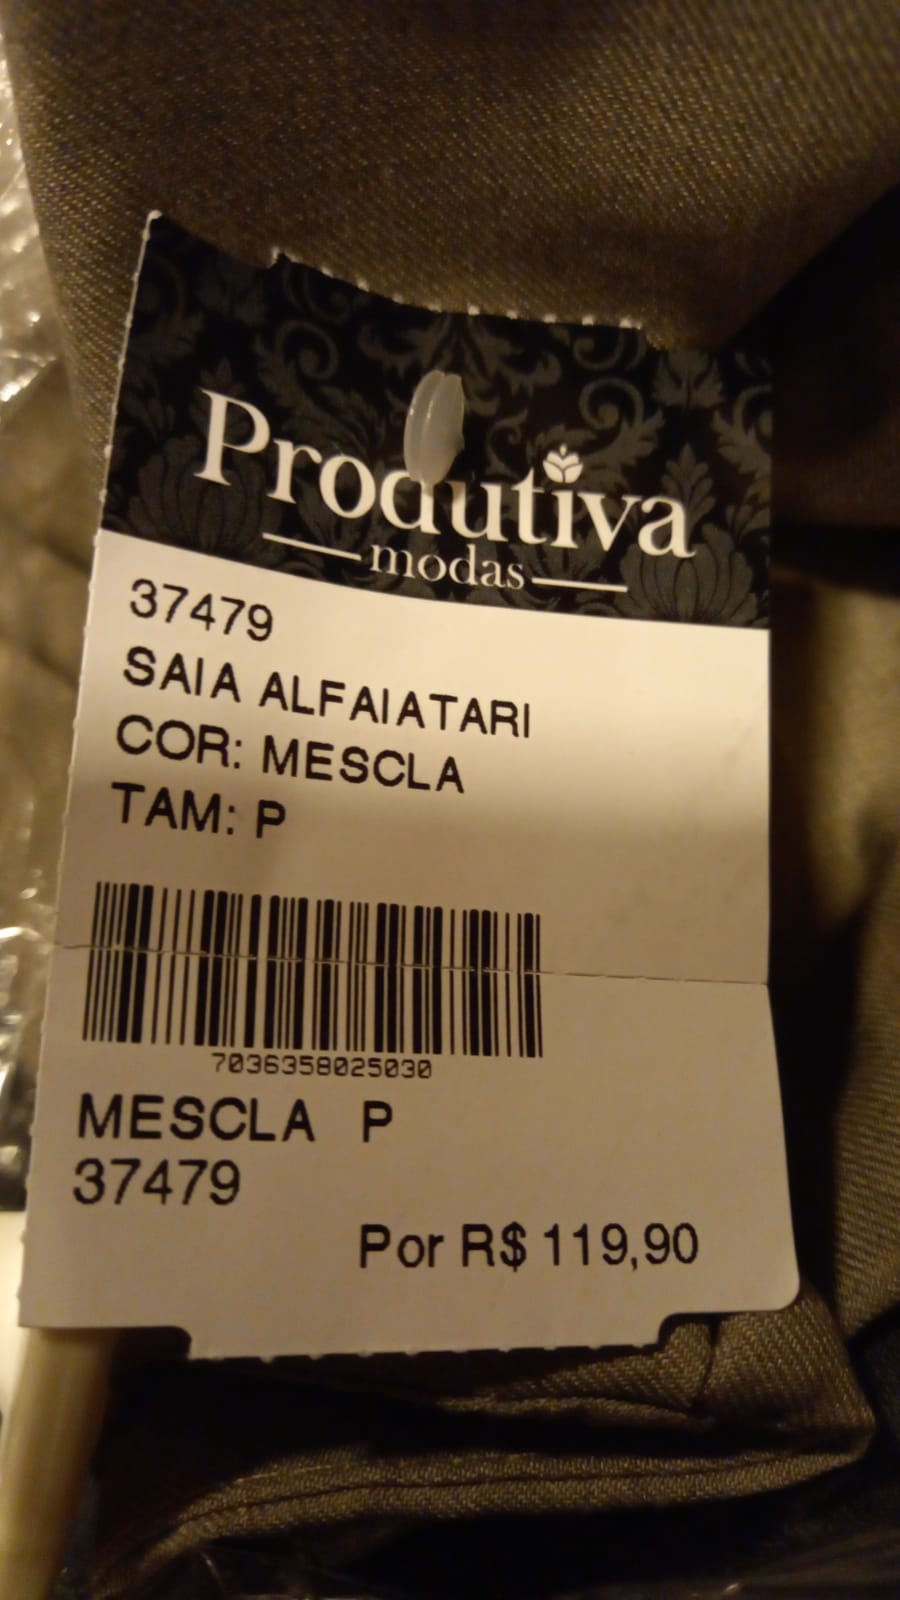 Produtiva
modas
37479
SAIA ALFAIATARI
COR: MESCLA
TAM: P
7036358025030
MESCLA P
37479
Por R$ 119,90